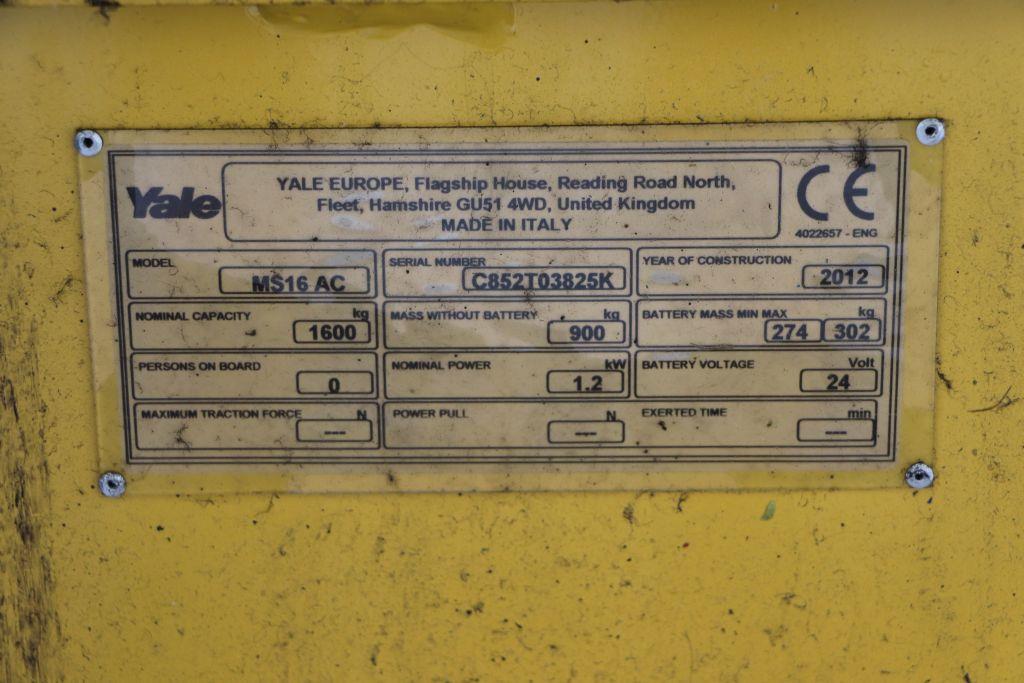 Yale
YALE EUROPE, Flagship House, Reading Road North,
Fleet, Hamshire GU51 4WD, United Kingdom
MADE IN ITALY
CE
4022657 - ENG
MODEL
MS16 AC
SERIAL NUMBER
C852T03825K
YEAR OF CONSTRUCTION
2012
NOMINAL CAPACITY kg
1600
MASS WITHOUT BATTERY kg
900
BATTERY MASS MIN MAX kg
274 302
PERSONS ON BOARD
0
NOMINAL POWER kW
1.2
BATTERY VOLTAGE Volt
24
MAXIMUM TRACTION FORCE N
---
POWER PULL N
---
EXERTED TIME min
---